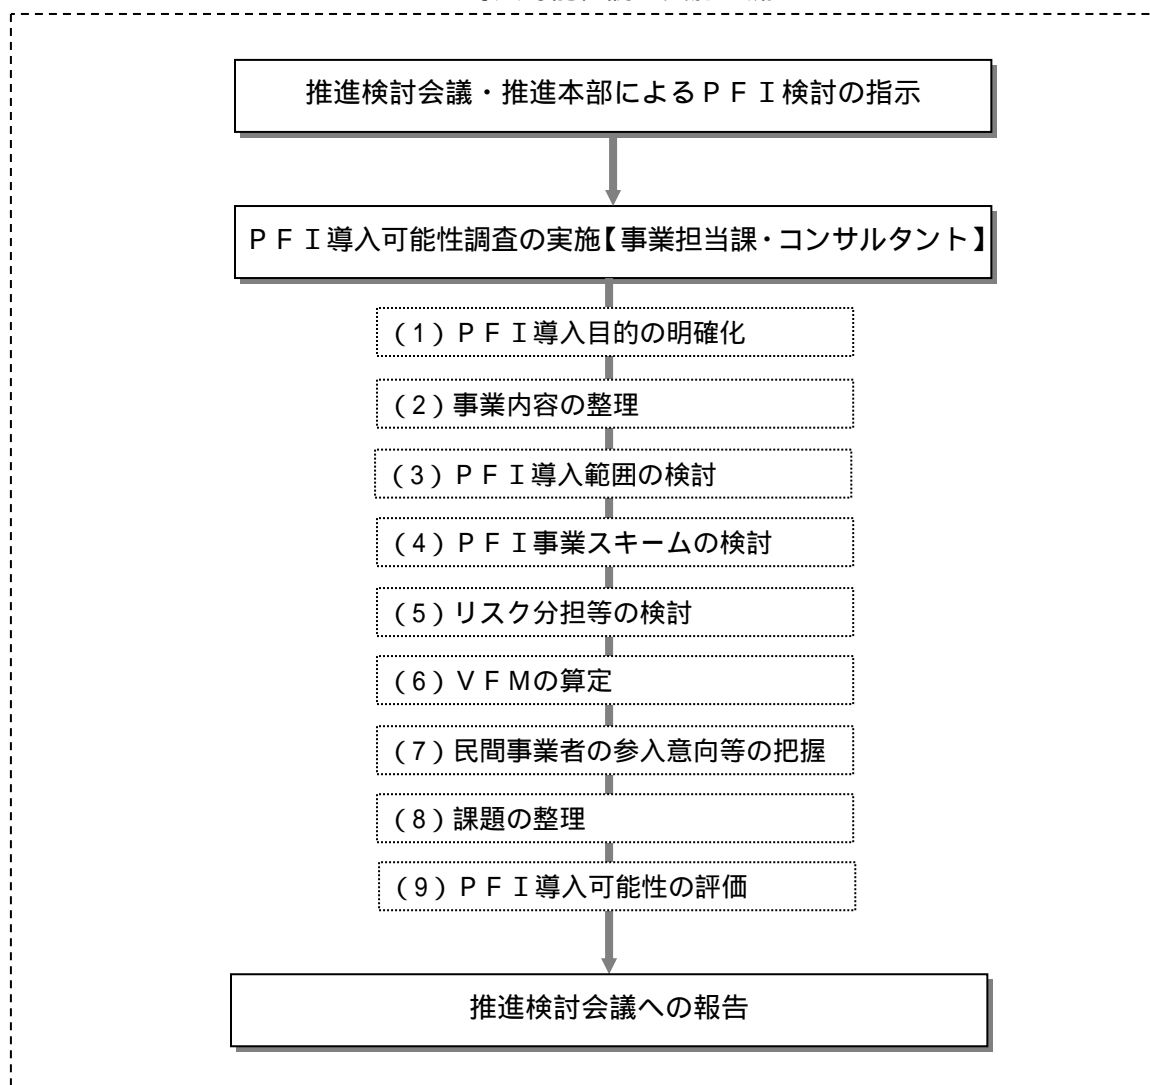 推進検討会議・推進本部によるＰＦＩ検討の指示
ＰＦＩ導入可能性調査の実施【事業担当課・コンサルタント】
（1）ＰＦＩ導入目的の明確化
（2）事業内容の整理
（3）ＰＦＩ導入範囲の検討
（4）ＰＦＩ事業スキームの検討
（5）リスク分担等の検討
（6）ＶＦＭの算定
（7）民間事業者の参入意向等の把握
（8）課題の整理
（9）ＰＦＩ導入可能性の評価
推進検討会議への報告